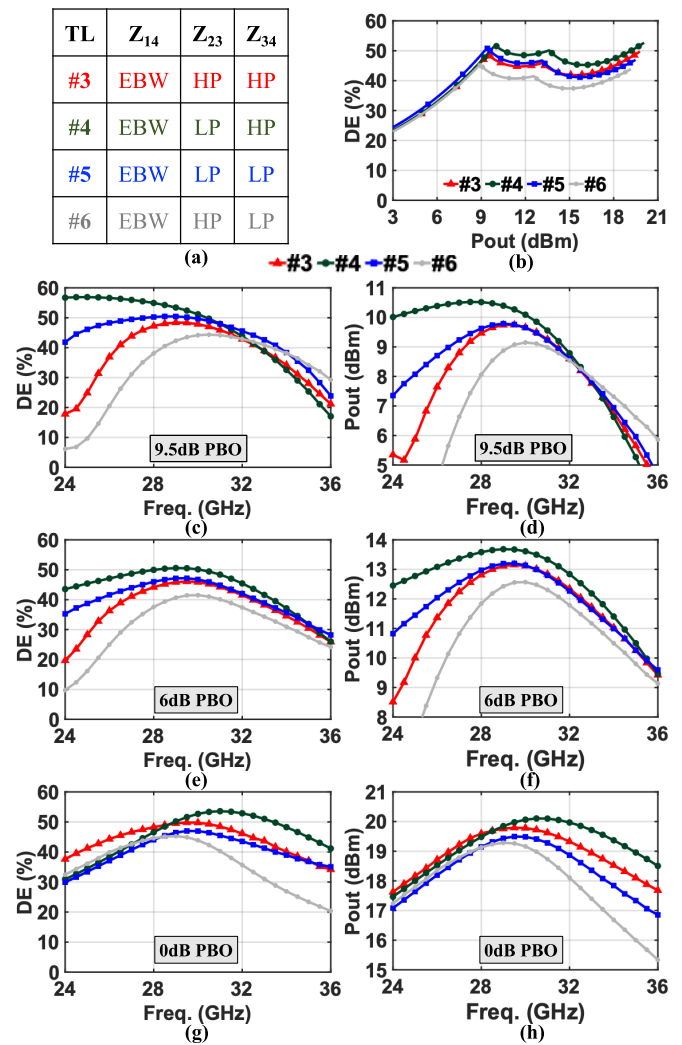 TL Z14 Z23 Z34
#3 EBW HP HP
#4 EBW LP HP
#5 EBW LP LP
#6 EBW HP LP
(a)
DE (%)
60
50
40
30
20
10
0
#3 #4 #5 #6
3 6 9 12 15 18 21
Pout (dBm)
(b)
#3 #4 #5 #6
DE (%)
60
50
40
30
20
10
0
9.5dB PBO
24 28 32 36
Freq. (GHz)
(c)
Pout (dBm)
11
10
9
8
7
6
5
9.5dB PBO
24 28 32 36
Freq. (GHz)
(d)
DE (%)
60
50
40
30
20
10
0
6dB PBO
24 28 32 36
Freq. (GHz)
(e)
Pout (dBm)
14
13
12
11
10
9
8
6dB PBO
24 28 32 36
Freq. (GHz)
(f)
DE (%)
60
50
40
30
20
10
0
0dB PBO
24 28 32 36
Freq. (GHz)
(g)
Pout (dBm)
21
20
19
18
17
16
15
0dB PBO
24 28 32 36
Freq. (GHz)
(h)